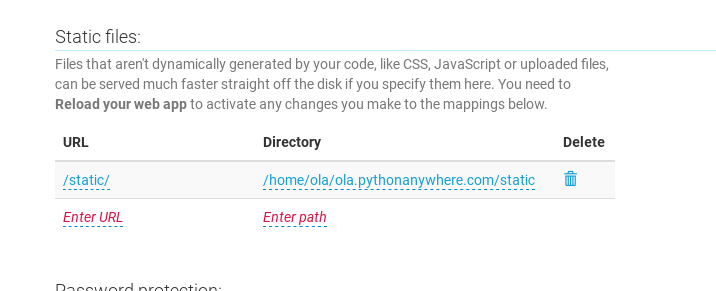 Static files:
Files that aren't dynamically generated by your code, like CSS, JavaScript or uploaded files,
can be served much faster straight off the disk if you specify them here. You need to
Reload your web app to activate any changes you make to the mappings below.
URL Directory Delete
/static/ /home/ola/ola.pythonanywhere.com/static
Enter URL Enter path
Password protection: